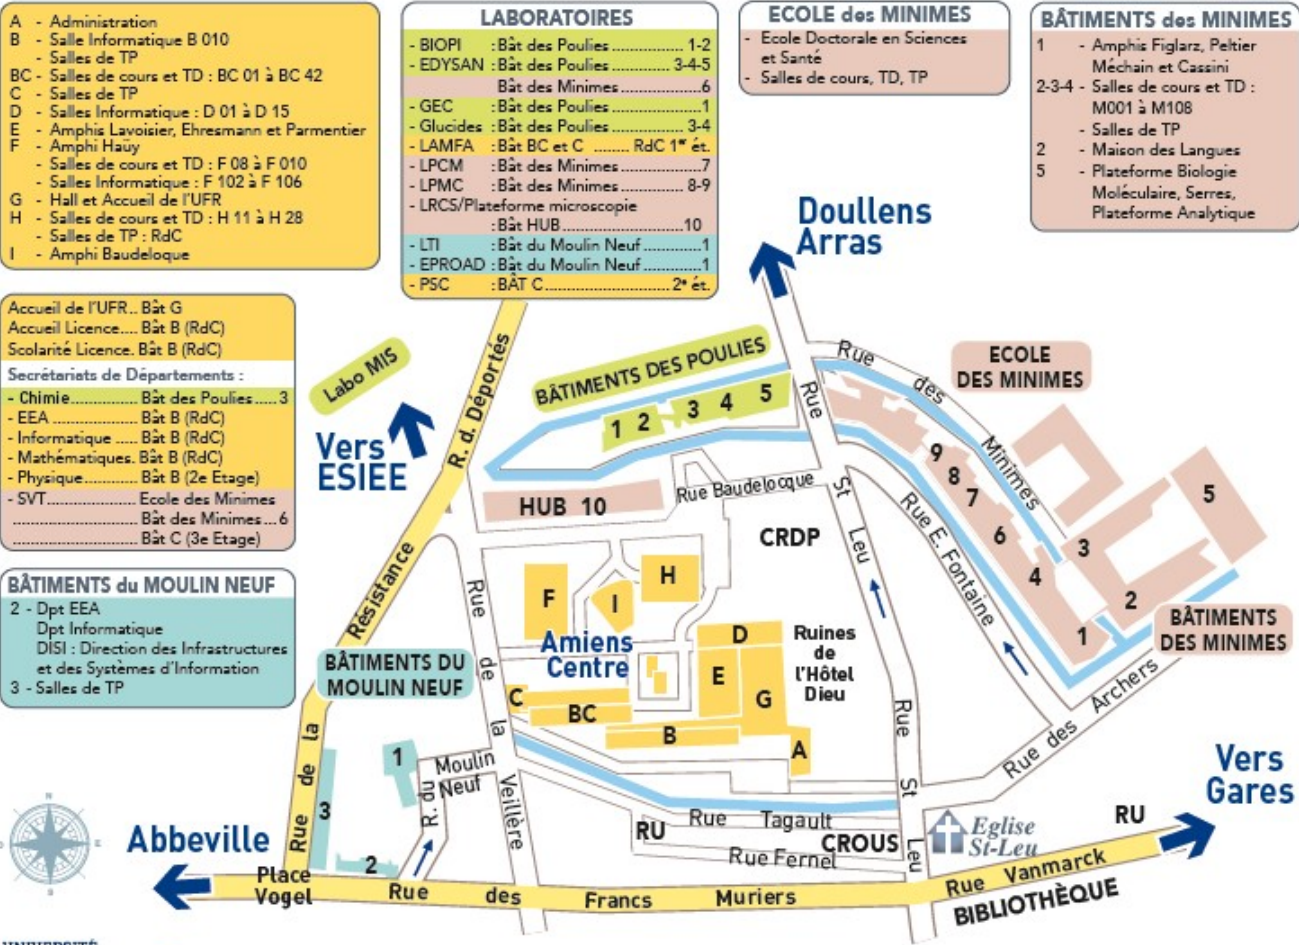 A - Administration
B - Salle Informatique B 010
- Salles de TP
BC - Salles de cours et TD : BC 01 à BC 42
C - Salles de TP
D - Salles Informatique : D 01 à D 15
E - Amphis Lavoisier, Ehresmann et Parmentier
F - Amphi Haüy
- Salles de cours et TD : F 08 à F 010
- Salles Informatique : F 102 à F 106
G - Hall et Accueil de l'UFR
H - Salles de cours et TD : H 11 à H 28
- Salles de TP : RdC
I - Amphi Baudeloque
LABORATOIRES
- BIOPI : Bât des Poulies ............... 1-2
- EDYSAN : Bât des Poulies ............. 3-4-5
Bât des Minimes ................6
- GEC : Bât des Poulies ..................1
- Glucides : Bât des Poulies ............... 3-4
- LAMFA : Bât BC et C ....... RdC 1er ét.
- LPCM : Bât des Minimes ................7
- LPMC : Bât des Minimes ............. 8-9
- LRCS/Plateforme microscopie
: Bât HUB .......................10
- LTI : Bât du Moulin Neuf ...........1
- EPROAD : Bât du Moulin Neuf ...........1
- PSC : BÂT C ........................ 2e ét.
ECOLE des MINIMES
- Ecole Doctorale en Sciences
et Santé
- Salles de cours, TD, TP
BÂTIMENTS des MINIMES
1 - Amphis Figlarz, Peltier
Méchain et Cassini
2-3-4 - Salles de cours et TD :
M001 à M108
- Salles de TP
2 - Maison des Langues
5 - Plateforme Biologie
Moléculaire, Serres,
Plateforme Analytique
Accueil de l'UFR.. Bât G
Accueil Licence.... Bât B (RdC)
Scolarité Licence. Bât B (RdC)
Secrétariats de Départements :
- Chimie................ Bât des Poulies .... 3
- EEA .................... Bât B (RdC)
- Informatique ..... Bât B (RdC)
- Mathématiques. Bât B (RdC)
- Physique............ Bât B (2e Etage)
- SVT.................... Ecole des Minimes
........................... Bât des Minimes... 6
........................... Bât C (3e Etage)
BÂTIMENTS du MOULIN NEUF
2 - Dpt EEA
Dpt Informatique
DISI : Direction des Infrastructures
et des Systèmes d'Information
3 - Salles de TP
Doullens
Arras
Labo MIS
Vers
ESIEE
R. d. Déportés
BÂTIMENTS DES POULIES
1 2 3 4 5
Rue des Minimes
ECOLE
DES MINIMES
HUB 10
Rue Baudelocque
CRDP
Rue St Leu
Rue E. Fontaine
9
8
7
6
4
3
5
2
1
BÂTIMENTS
DES MINIMES
Rue de la Résistance
Rue de la Veillère
F
I
H
Amiens
Centre
D
E
G
C
BC
B
A
Ruines
de
l'Hôtel
Dieu
BÂTIMENTS DU
MOULIN NEUF
1
3
2
R. du Moulin
Neuf
Rue St Leu
Rue des Archers
Vers
Gares
Rue Tagault
RU
CROUS
Rue Fernel
Eglise
St-Leu
RU
Abbeville
Place
Vogel
Rue des Francs Muriers
Rue Vanmarck
BIBLIOTHÈQUE
N
E